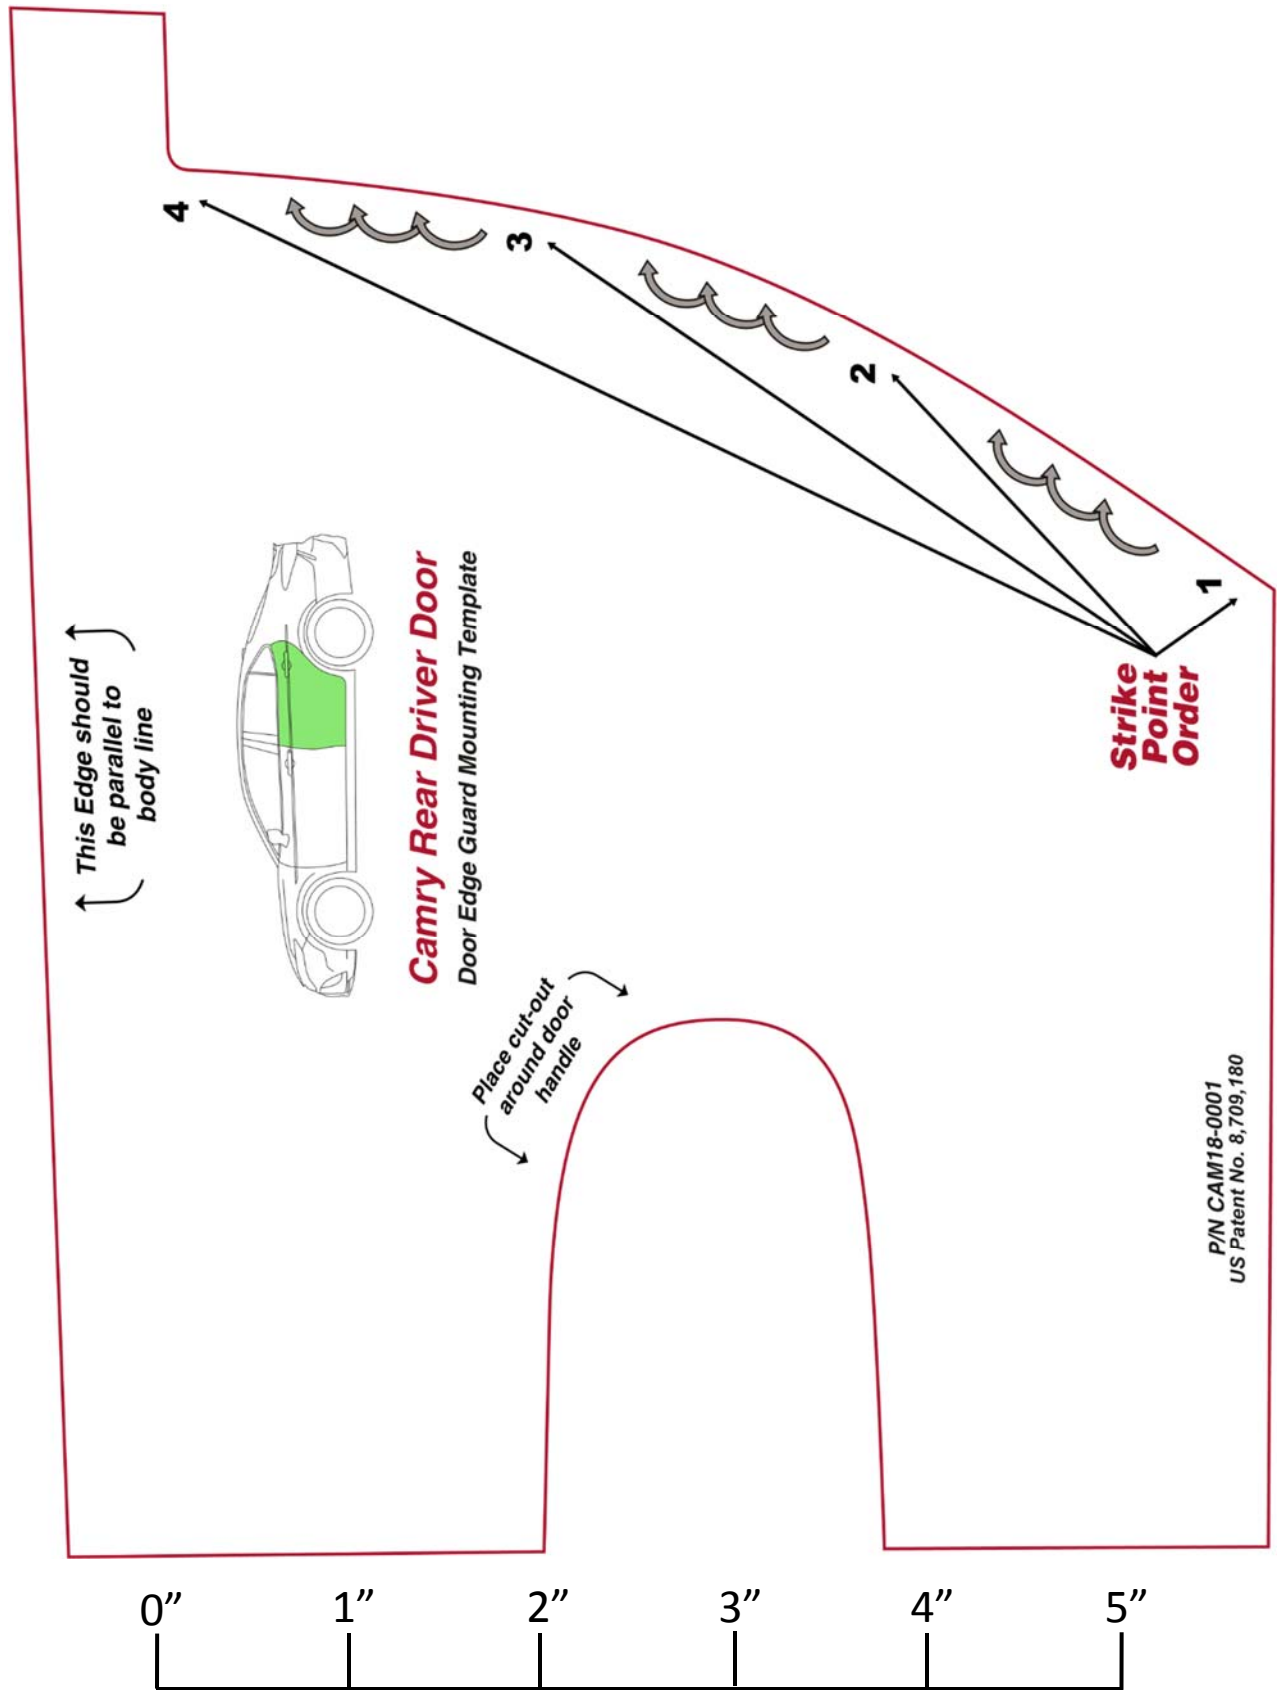 This Edge should
be parallel to
body line
Camry Rear Driver Door
Door Edge Guard Mounting Template
Place cut-out
around door
handle
4
3
2
1
Strike
Point
Order
P/N CAM18-0001
US Patent No. 8,709,180
0” 1” 2” 3” 4” 5”